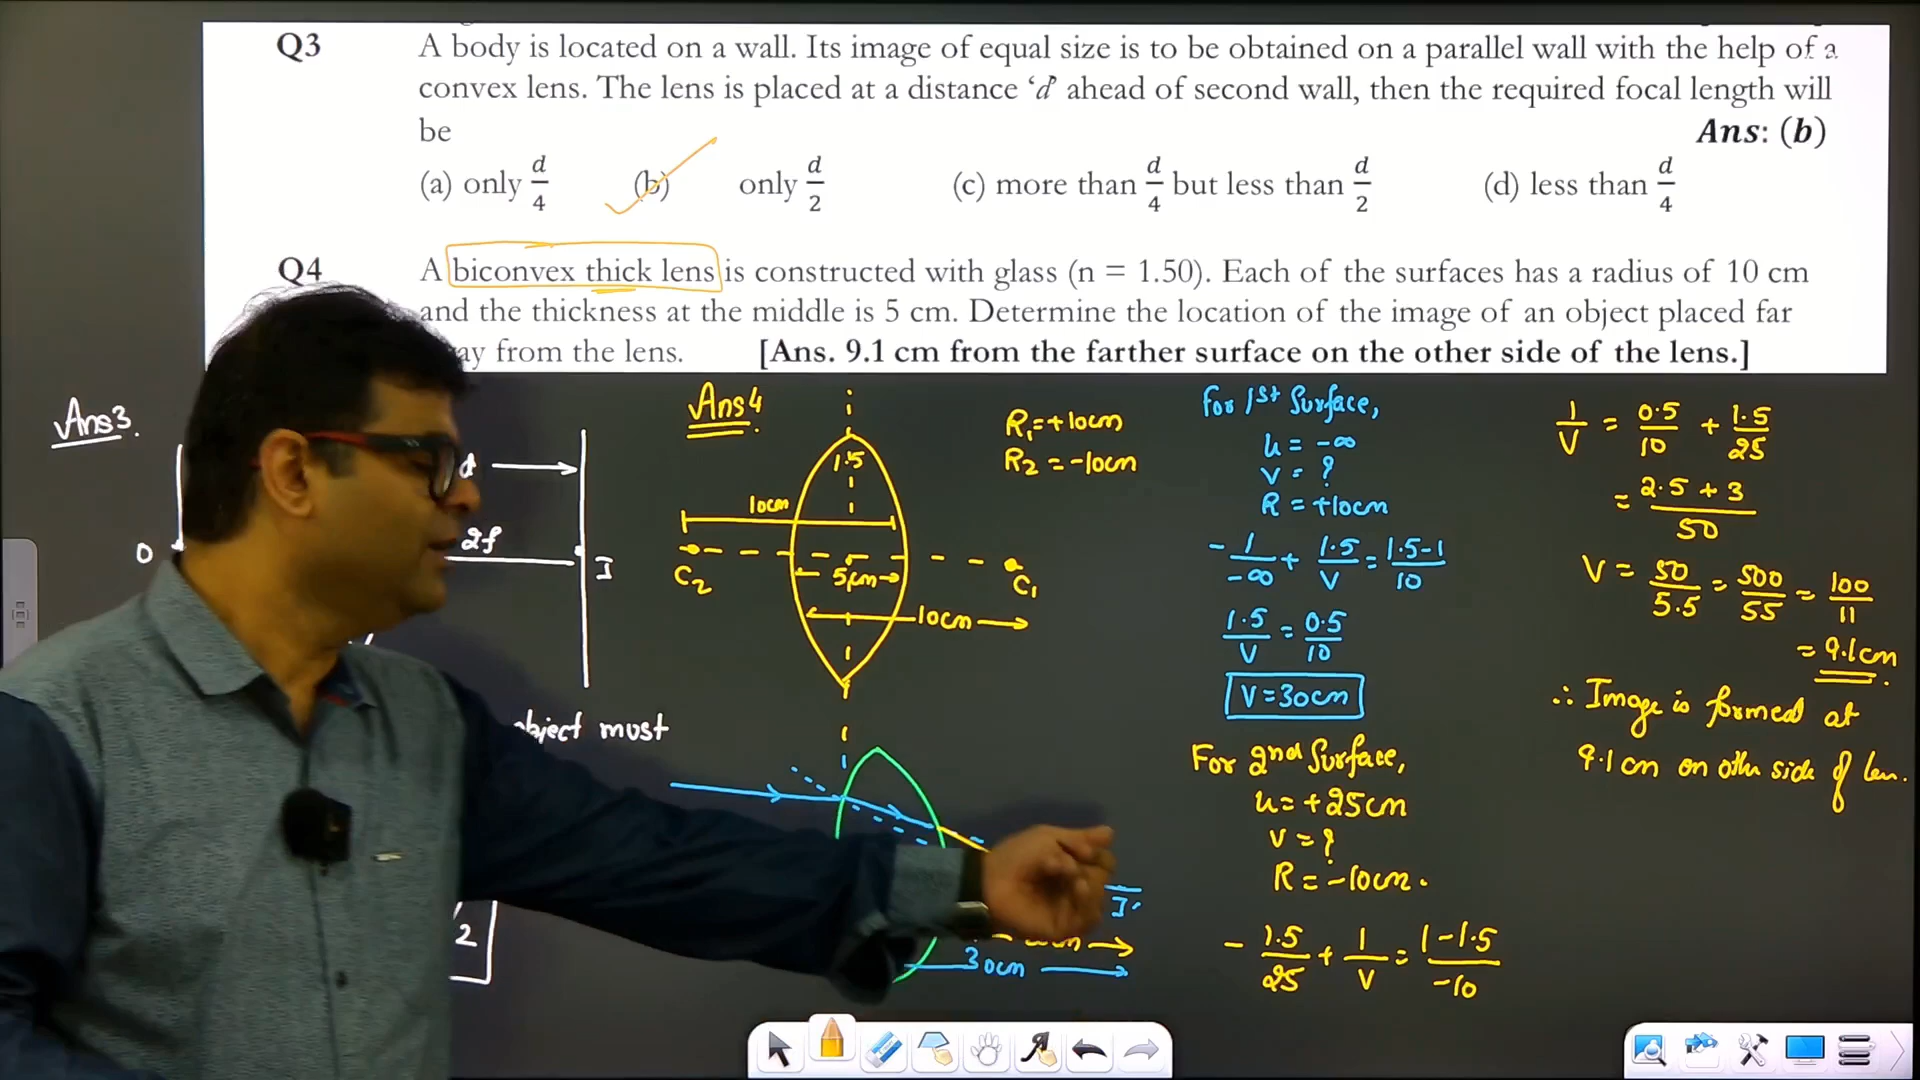 Q3 A body is located on a wall. Its image of equal size is to be obtained on a parallel wall with the help of a
convex lens. The lens is placed at a distance ‘d’ ahead of second wall, then the required focal length will
be Ans: (b)
(a) only d/4 (b) only d/2 (c) more than d/4 but less than d/2 (d) less than d/4
Q4 A biconvex thick lens is constructed with glass (n = 1.50). Each of the surfaces has a radius of 10 cm
and the thickness at the middle is 5 cm. Determine the location of the image of an object placed far
ay from the lens. [Ans. 9.1 cm from the farther surface on the other side of the lens.]
Ans3.
d
2f
O
I
object must
/2
Ans4
R₁=+10cm
R₂ = -10cm
1.5
10cm
C₂
5cm
C₁
10cm
I'
30cm
For 1st Surface,
u = -∞
v = ?
R = +10cm
- 1/-∞ + 1.5/V = 1.5-1/10
1.5/V = 0.5/10
V=30cm
For 2nd Surface,
u= +25cm
V = ?
R = -10cm.
- 1.5/25 + 1/V = 1-1.5/-10
1/V = 0.5/10 + 1.5/25
= 2.5 + 3/50
V = 50/5.5 = 500/55 = 100/11
= 9.1cm
∴ Image is formed at
9.1 cm on other side of len.